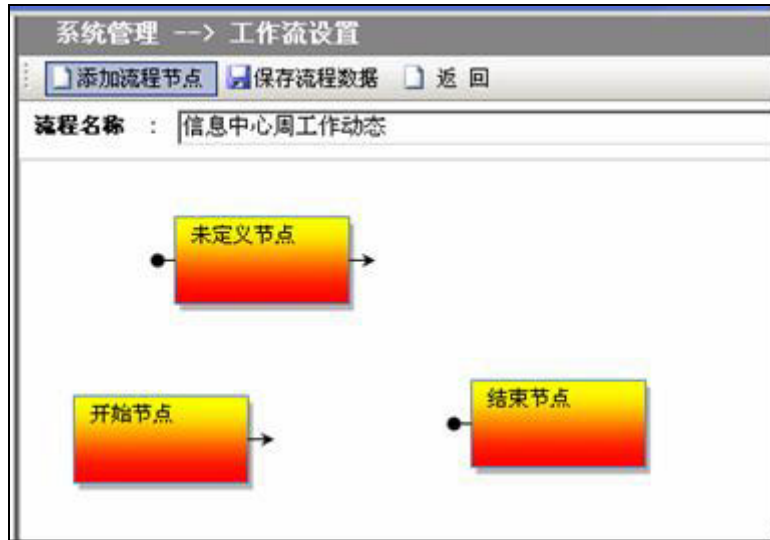 系统管理 --> 工作流设置
添加流程节点 保存流程数据 返 回
流程名称 : 信息中心周工作动态
未定义节点
开始节点
结束节点